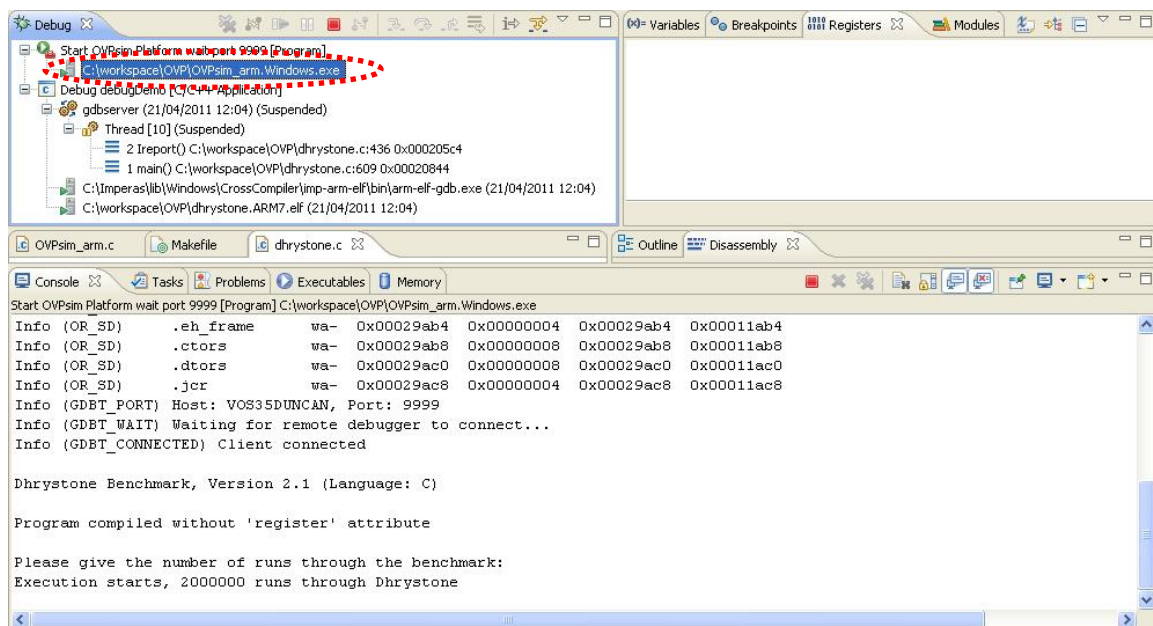 Debug
(x)= Variables Breakpoints Registers Modules
Start OVPsim Platform wait port 9999 [Program]
C:\workspace\OVP\OVPsim_arm.Windows.exe
Debug debugDemo [C/C++ Application]
gdbserver (21/04/2011 12:04) (Suspended)
Thread [10] (Suspended)
2 Ireport() C:\workspace\OVP\dhrystone.c:436 0x000205c4
1 main() C:\workspace\OVP\dhrystone.c:609 0x00020844
C:\Imperas\lib\Windows\CrossCompiler\imp-arm-elf\bin\arm-elf-gdb.exe (21/04/2011 12:04)
C:\workspace\OVP\dhrystone.ARM7.elf (21/04/2011 12:04)
OVPsim_arm.c Makefile dhrystone.c Outline Disassembly
Console Tasks Problems Executables Memory
Start OVPsim Platform wait port 9999 [Program] C:\workspace\OVP\OVPsim_arm.Windows.exe
Info (OR_SD) .eh_frame wa- 0x00029ab4 0x00000004 0x00029ab4 0x00011ab4
Info (OR_SD) .ctors wa- 0x00029ab8 0x00000008 0x00029ab8 0x00011ab8
Info (OR_SD) .dtors wa- 0x00029ac0 0x00000008 0x00029ac0 0x00011ac0
Info (OR_SD) .jcr wa- 0x00029ac8 0x00000004 0x00029ac8 0x00011ac8
Info (GDBT_PORT) Host: VOS35DUNCAN, Port: 9999
Info (GDBT_WAIT) Waiting for remote debugger to connect...
Info (GDBT_CONNECTED) Client connected
Dhrystone Benchmark, Version 2.1 (Language: C)
Program compiled without 'register' attribute
Please give the number of runs through the benchmark:
Execution starts, 2000000 runs through Dhrystone